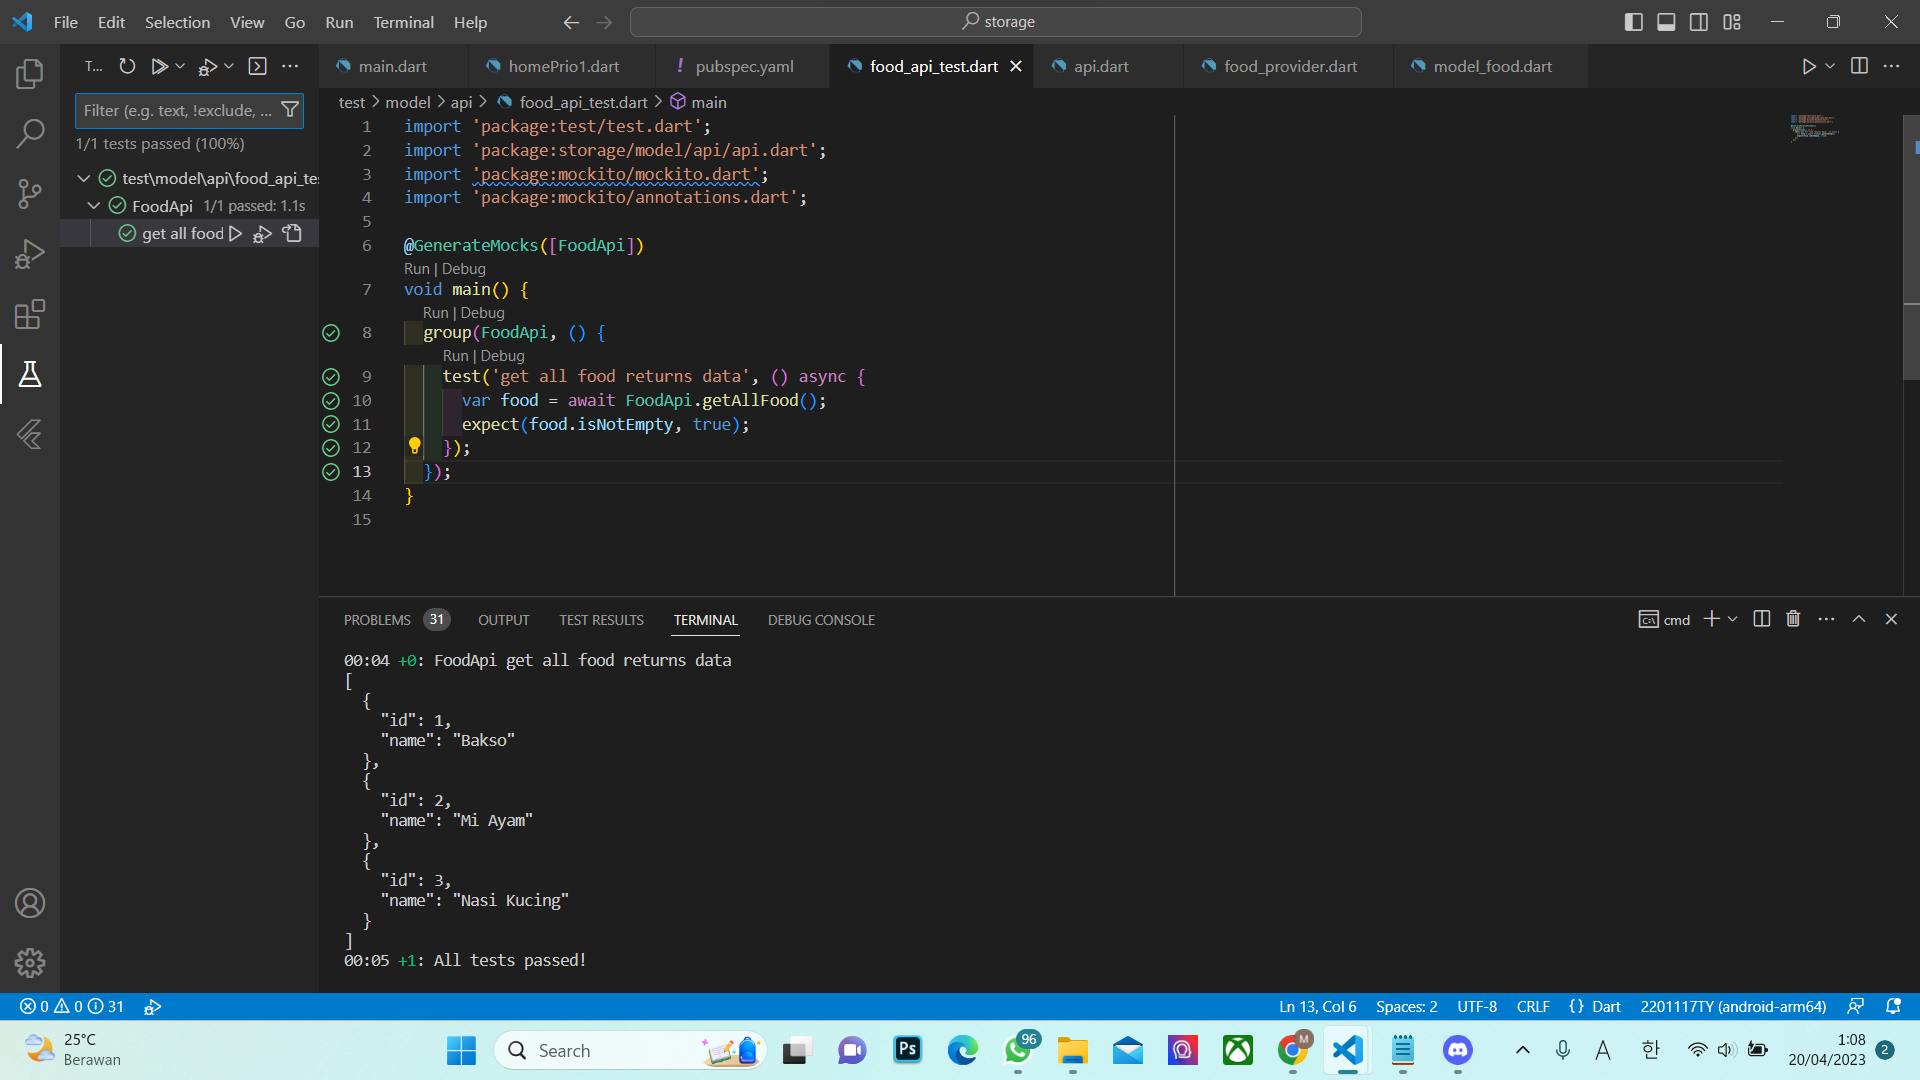 File Edit Selection View Go Run Terminal Help
storage
T...
main.dart
homePrio1.dart
! pubspec.yaml
food_api_test.dart
api.dart
food_provider.dart
model_food.dart
Filter (e.g. text, !exclude, ...
1/1 tests passed (100%)
test\model\api\food_api_te
FoodApi 1/1 passed: 1.1s
get all food
test > model > api > food_api_test.dart > main
1 import 'package:test/test.dart';
2 import 'package:storage/model/api/api.dart';
3 import 'package:mockito/mockito.dart';
4 import 'package:mockito/annotations.dart';
5
6 @GenerateMocks([FoodApi])
Run | Debug
7 void main() {
Run | Debug
8 group(FoodApi, () {
Run | Debug
9 test('get all food returns data', () async {
10 var food = await FoodApi.getAllFood();
11 expect(food.isNotEmpty, true);
12 });
13 });
14 }
15
PROBLEMS 31 OUTPUT TEST RESULTS TERMINAL DEBUG CONSOLE
cmd
00:04 +0: FoodApi get all food returns data
[
{
"id": 1,
"name": "Bakso"
},
{
"id": 2,
"name": "Mi Ayam"
},
{
"id": 3,
"name": "Nasi Kucing"
}
]
00:05 +1: All tests passed!
0 0 31
Ln 13, Col 6 Spaces: 2 UTF-8 CRLF {} Dart 2201117TY (android-arm64)
25°C
Berawan
Search
Ps
96
M
A
한
1:08
20/04/2023
2